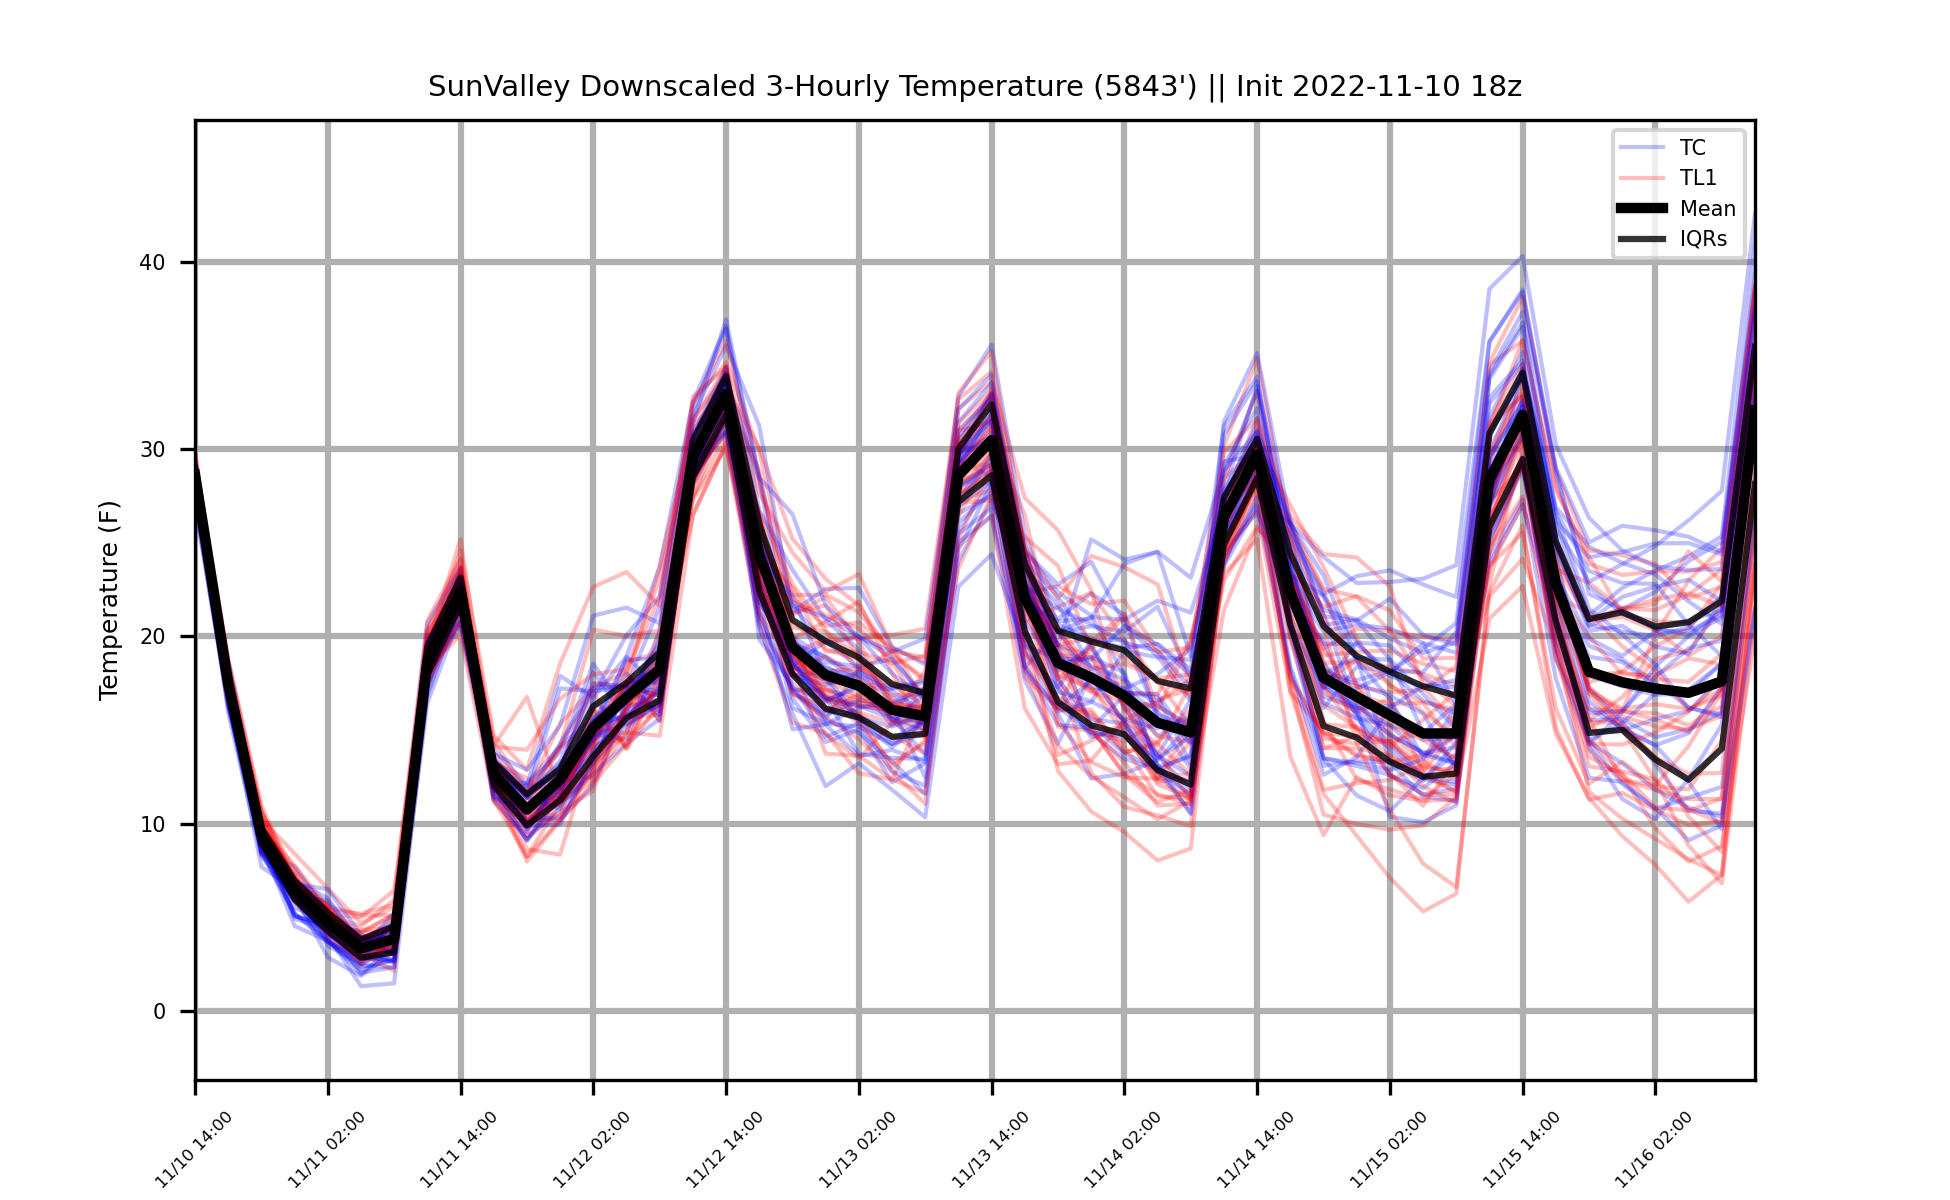 SunValley Downscaled 3-Hourly Temperature (5843') || Init 2022-11-10 18z
TC
TL1
Mean
IQRs
Temperature (F)
40
30
20
10
0
11/10 14:00
11/11 02:00
11/11 14:00
11/12 02:00
11/12 14:00
11/13 02:00
11/13 14:00
11/14 02:00
11/14 14:00
11/15 02:00
11/15 14:00
11/16 02:00